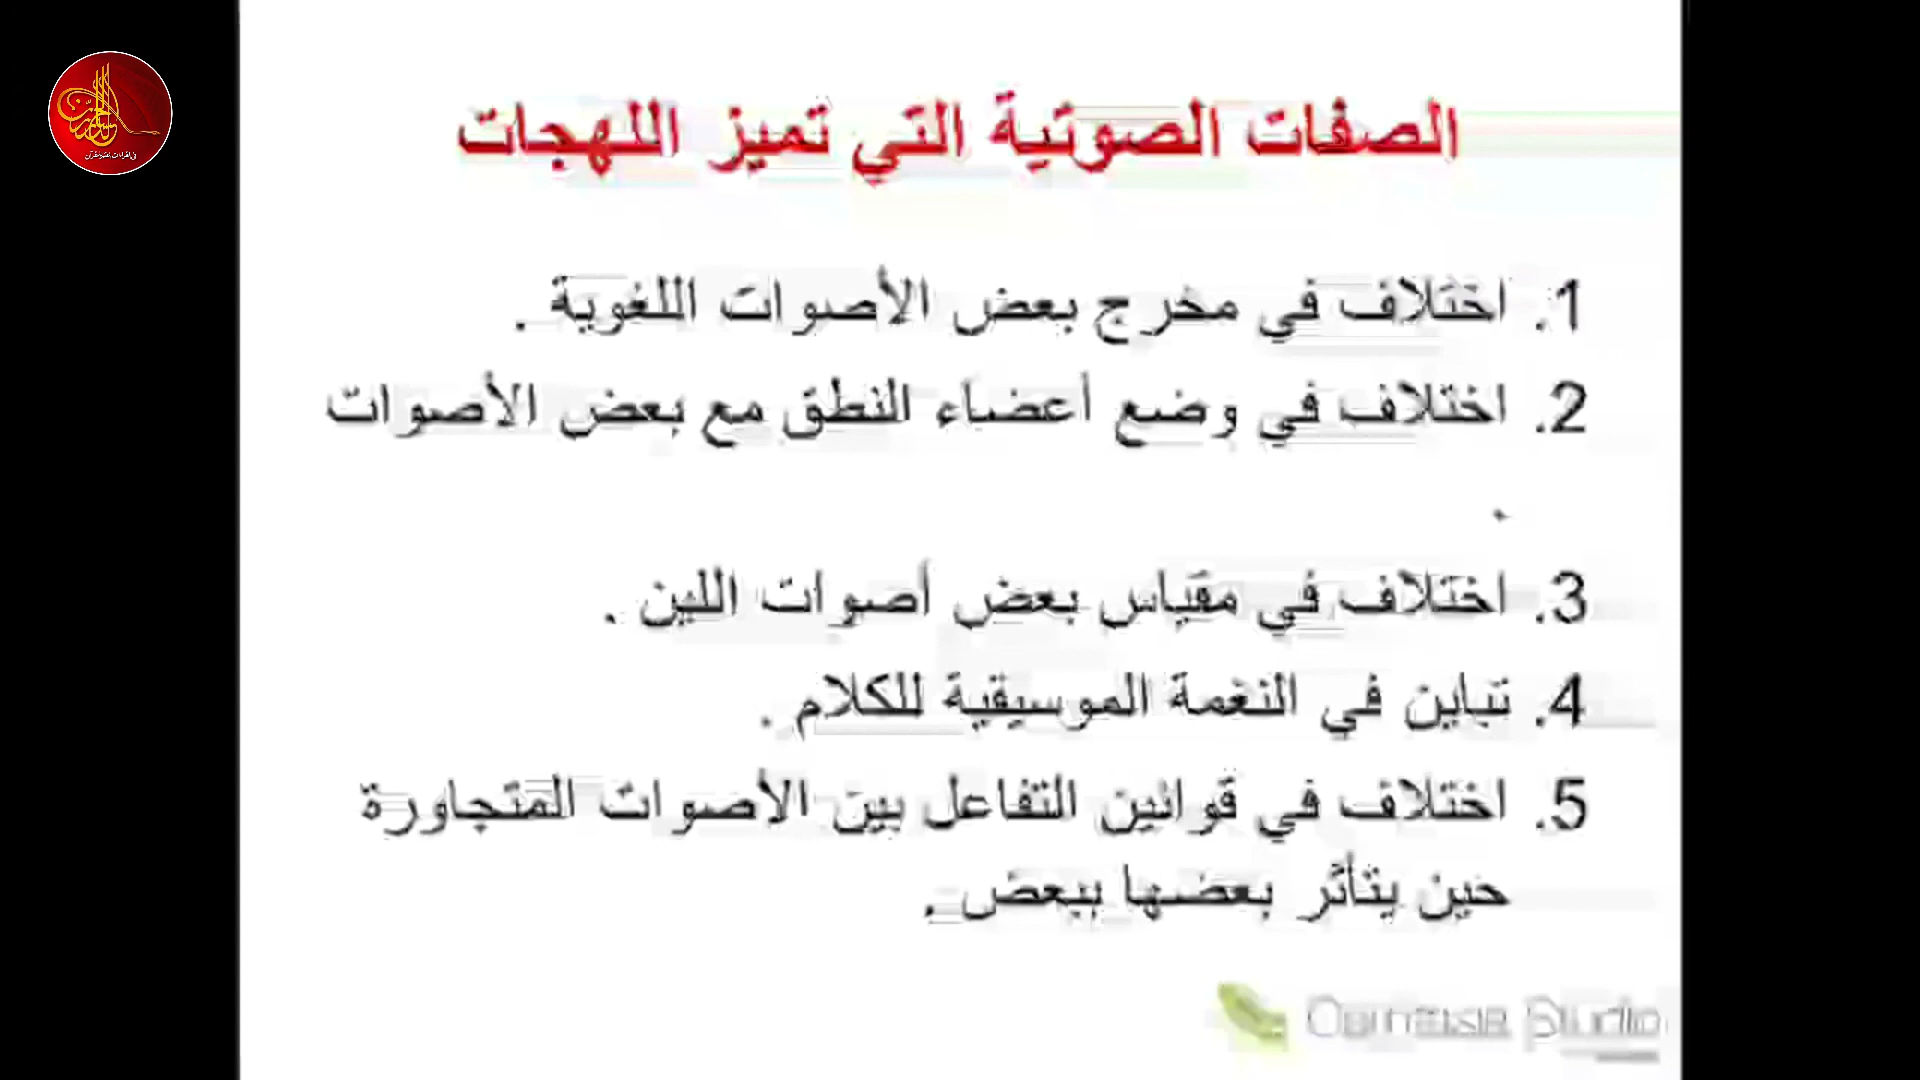 الصفات الصوتية التي تميز اللهجات
1. اختلاف في مخرج بعض الأصوات اللغوية .
2. اختلاف في وضع أعضاء النطق مع بعض الأصوات
.
3. اختلاف في مقياس بعض أصوات اللين .
4. تباين في النغمة الموسيقية للكلام .
5. اختلاف في قوانين التفاعل بين الأصوات المتجاورة
حين يتأثر بعضها ببعض .
Camtasia Studio